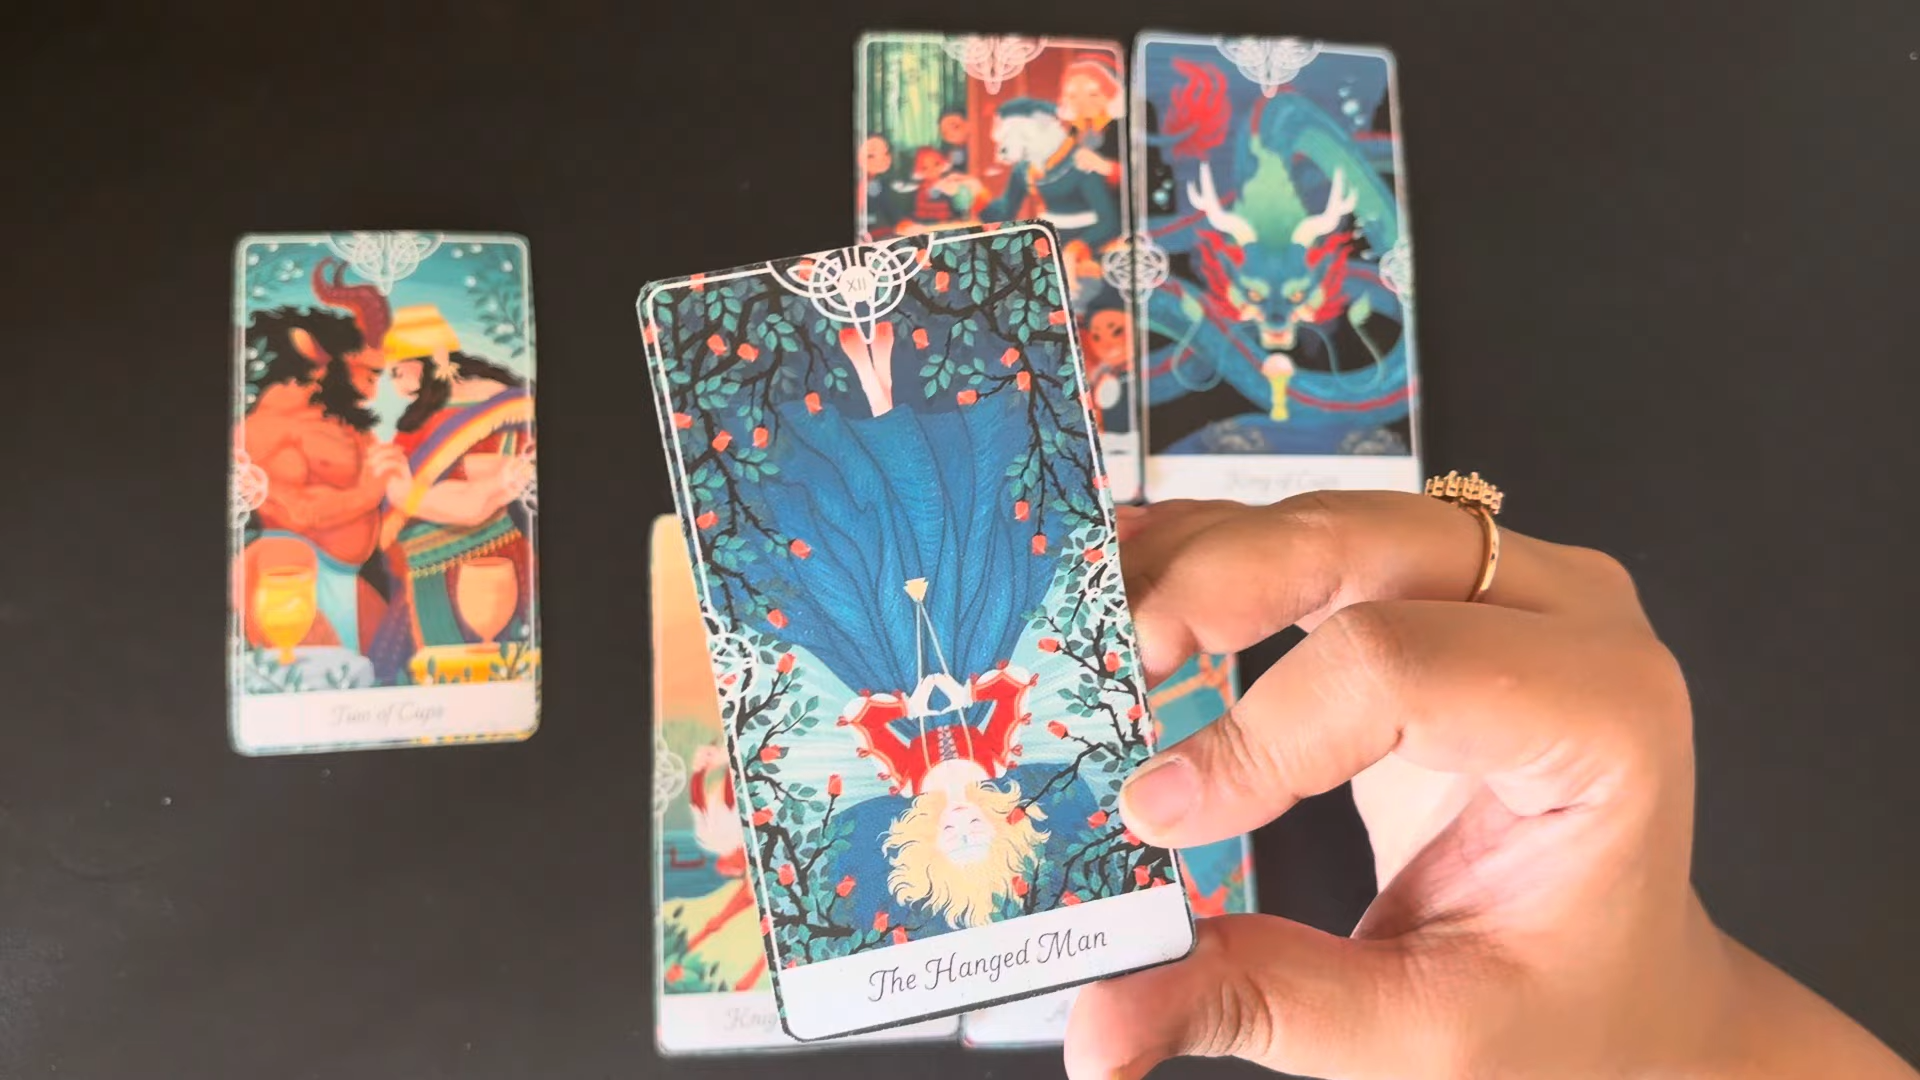 XII
King of Cups
Two of Cups
The Hanged Man